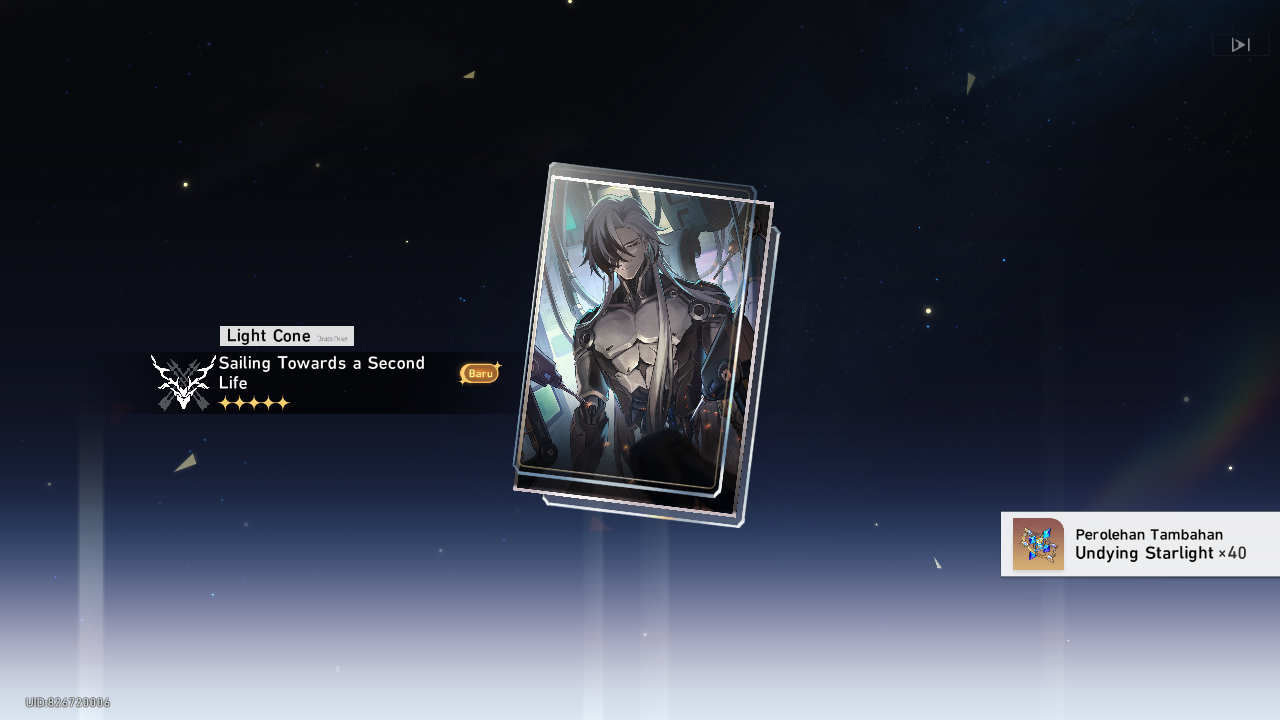 Light Cone
Sailing Towards a Second
Life
Baru
Perolehan Tambahan
Undying Starlight ×40
UID:826720006